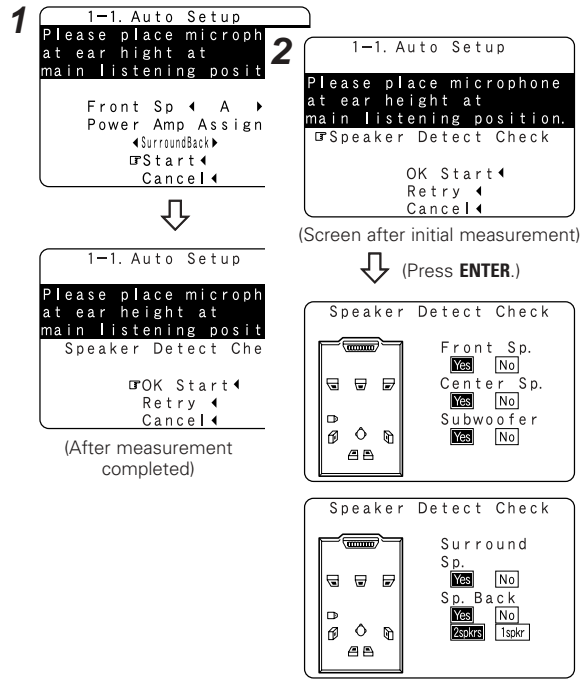 1
1-1. Auto Setup
Please place microph
at ear hight at
main listening posit
Front Sp ◀ A ▶
Power Amp Assign
◀SurroundBack▶
☞Start◀
Cancel◀
1-1. Auto Setup
Please place microph
at ear height at
main listening posit
Speaker Detect Che
☞OK Start◀
Retry ◀
Cancel◀
(After measurement
completed)
2
1-1. Auto Setup
Please place microphone
at ear height at
main listening position.
☞Speaker Detect Check
OK Start◀
Retry ◀
Cancel◀
(Screen after initial measurement)
(Press ENTER.)
Speaker Detect Check
Front Sp.
Yes No
Center Sp.
Yes No
Subwoofer
Yes No
Speaker Detect Check
Surround
Sp.
Yes No
Sp. Back
Yes No
2spkrs 1spkr